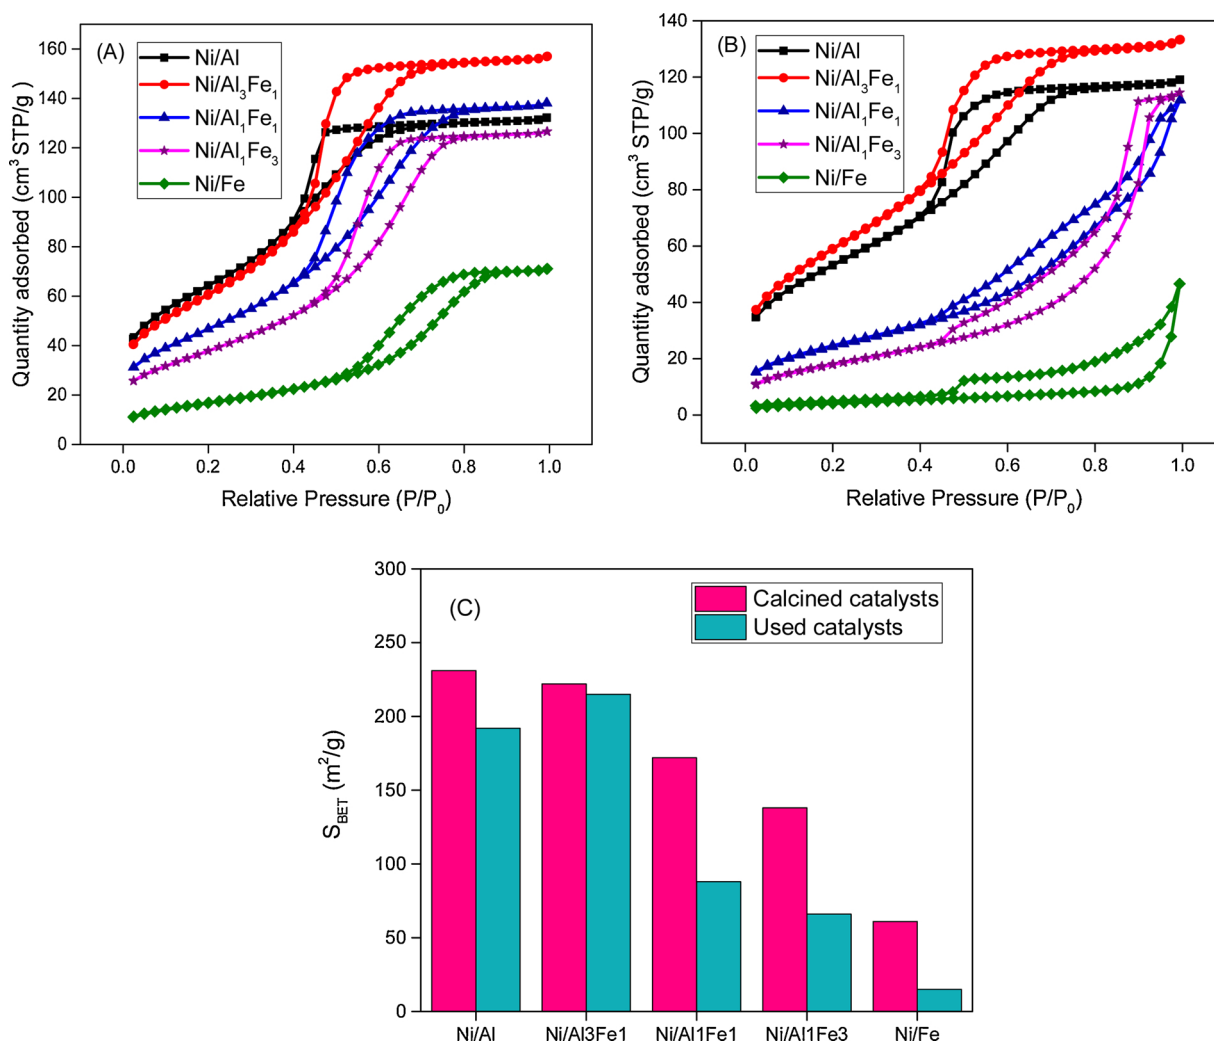 (A)
Ni/Al
Ni/Al₃Fe₁
Ni/Al₁Fe₁
Ni/Al₁Fe₃
Ni/Fe
Quantity adsorbed (cm³ STP/g)
160
140
120
100
80
60
40
20
0
0.0 0.2 0.4 0.6 0.8 1.0
Relative Pressure (P/P₀)
(B)
Ni/Al
Ni/Al₃Fe₁
Ni/Al₁Fe₁
Ni/Al₁Fe₃
Ni/Fe
Quantity adsorbed (cm³ STP/g)
140
120
100
80
60
40
20
0
0.0 0.2 0.4 0.6 0.8 1.0
Relative Pressure (P/P₀)
(C)
Calcined catalysts
Used catalysts
S_BET (m²/g)
300
250
200
150
100
50
0
Ni/Al Ni/Al3Fe1 Ni/Al1Fe1 Ni/Al1Fe3 Ni/Fe